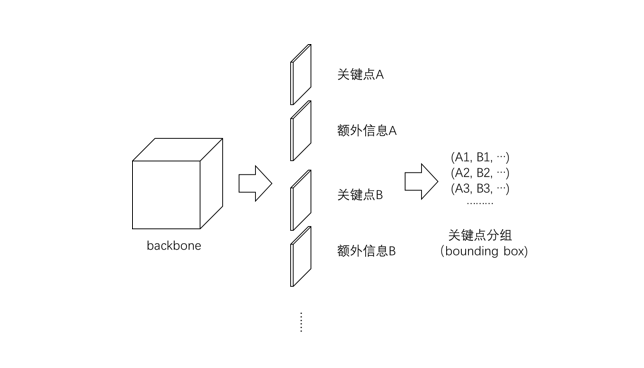 关键点A
额外信息A
关键点B
额外信息B
backbone
(A1, B1, ···)
(A2, B2, ···)
(A3, B3, ···)
·········
关键点分组
（bounding box)